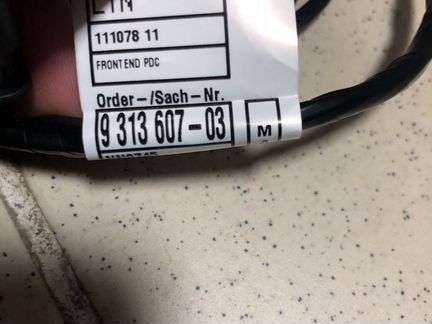 111078 11
FRONT END PDC
Order-/Sach-Nr.
9 313 607-03
M